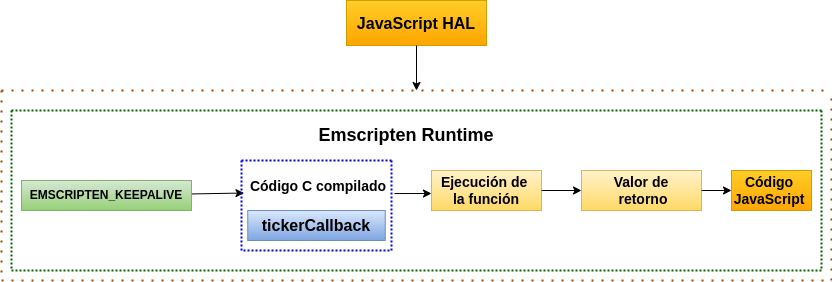 JavaScript HAL
Emscripten Runtime
EMSCRIPTEN_KEEPALIVE
Código C compilado
tickerCallback
Ejecución de
la función
Valor de
retorno
Código
JavaScript